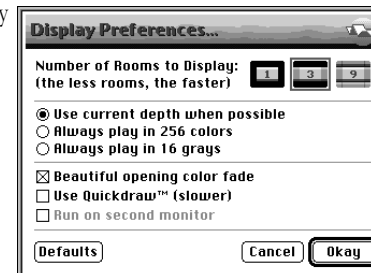 y
Display Preferences...
Number of Rooms to Display:
(the less rooms, the faster)
1 3 9
Use current depth when possible
Always play in 256 colors
Always play in 16 grays
Beautiful opening color fade
Use Quickdraw™ (slower)
Run on second monitor
Defaults Cancel Okay